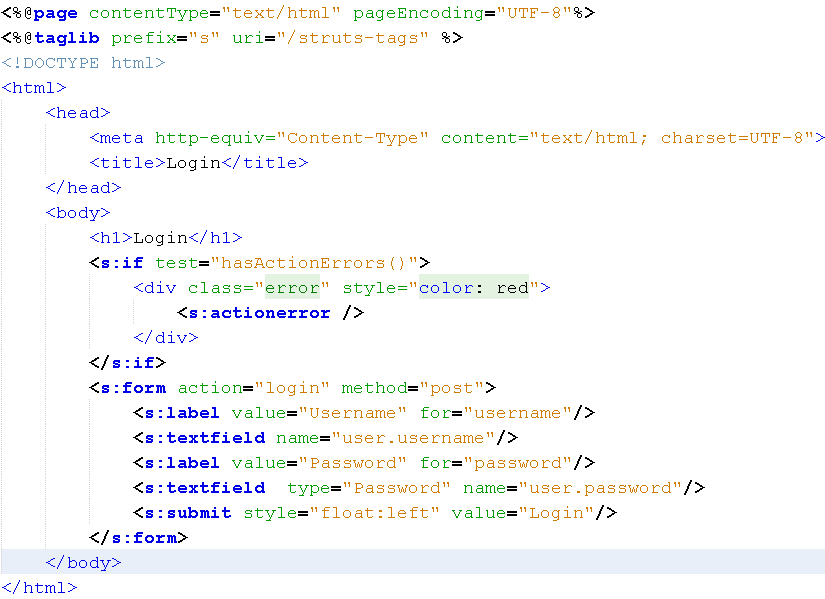 <%@page contentType="text/html" pageEncoding="UTF-8"%>
<%@taglib prefix="s" uri="/struts-tags" %>
<!DOCTYPE html>
<html>
    <head>
        <meta http-equiv="Content-Type" content="text/html; charset=UTF-8">
        <title>Login</title>
    </head>
    <body>
        <h1>Login</h1>
        <s:if test="hasActionErrors()">
            <div class="error" style="color: red">
                <s:actionerror />
            </div>
        </s:if>
        <s:form action="login" method="post">
            <s:label value="Username" for="username"/>
            <s:textfield name="user.username"/>
            <s:label value="Password" for="password"/>
            <s:textfield  type="Password" name="user.password"/>
            <s:submit style="float:left" value="Login"/>
        </s:form>
    </body>
</html>